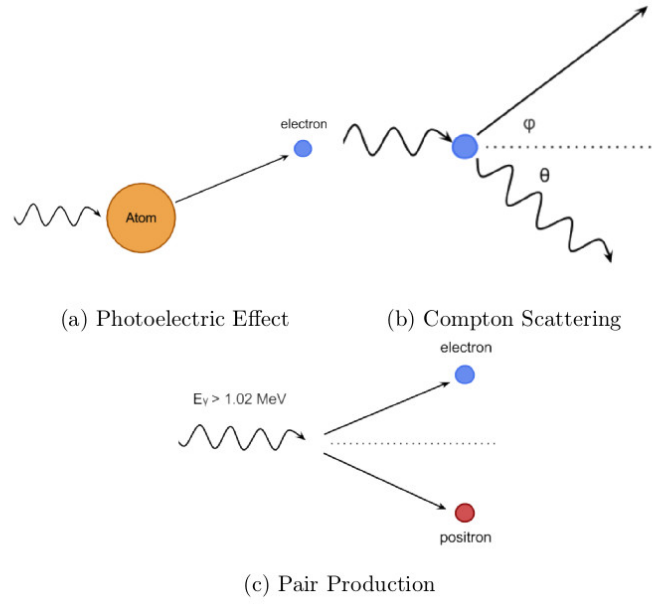 electron
Atom
φ
θ
(a) Photoelectric Effect
(b) Compton Scattering
electron
Eγ > 1.02 MeV
positron
(c) Pair Production